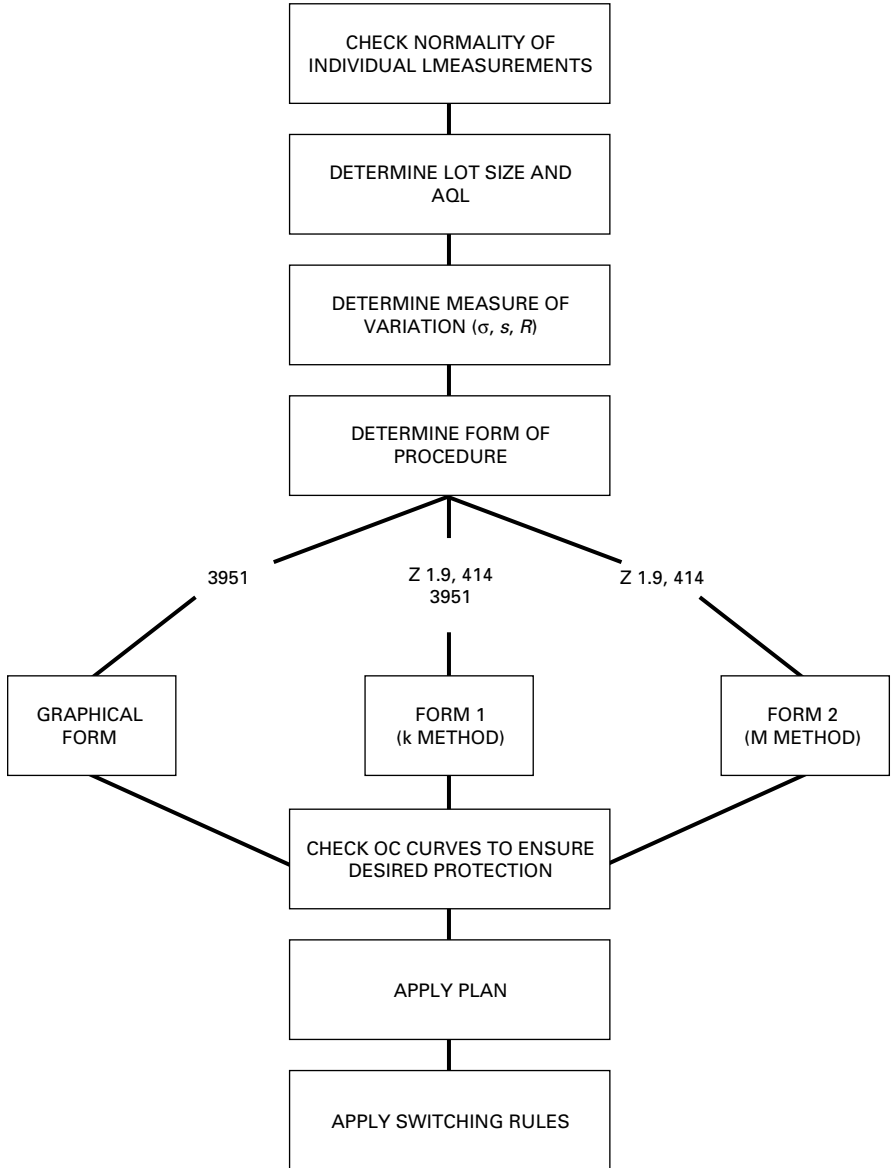 CHECK NORMALITY OF
INDIVIDUAL LMEASUREMENTS
DETERMINE LOT SIZE AND
AQL
DETERMINE MEASURE OF
VARIATION (σ, s, R)
DETERMINE FORM OF
PROCEDURE
3951
Z 1.9, 414
3951
Z 1.9, 414
GRAPHICAL
FORM
FORM 1
(k METHOD)
FORM 2
(M METHOD)
CHECK OC CURVES TO ENSURE
DESIRED PROTECTION
APPLY PLAN
APPLY SWITCHING RULES